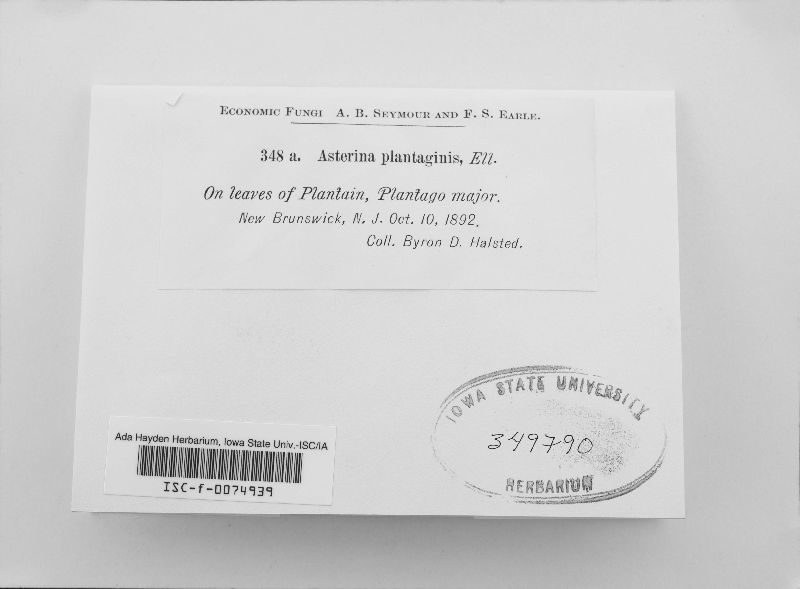 Economic Fungi A. B. Seymour and F. S. Earle.
348 a. Asterina plantaginis, Ell.
On leaves of Plantain, Plantago major.
New Brunswick, N. J. Oct. 10, 1892.
Coll. Byron D. Halsted.
IOWA STATE UNIVERSITY
349790
HERBARIUM
Ada Hayden Herbarium, Iowa State Univ.-ISC/IA
ISC-f-0074939